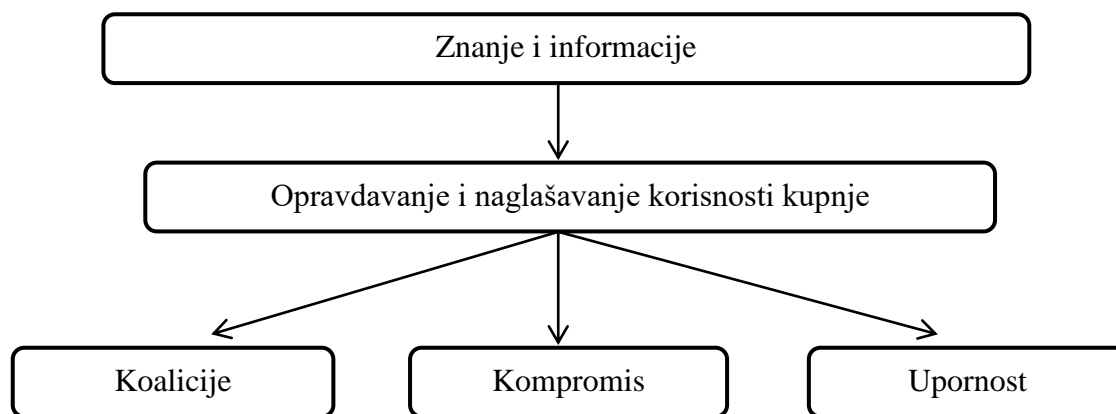 Znanje i informacije
Opravdavanje i naglašavanje korisnosti kupnje
Koalicije
Kompromis
Upornost